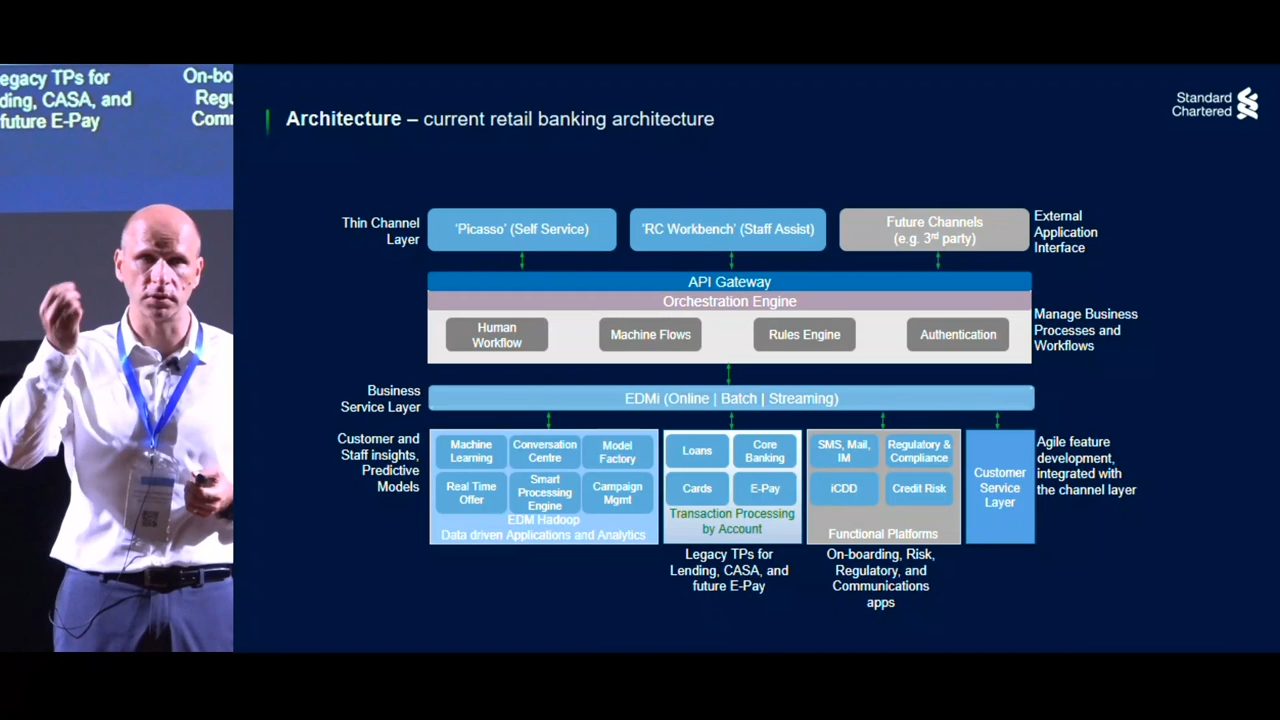 egacy TPs for
ding, CASA, and
future E-Pay
On-bo
Regu
Com
Standard
Chartered
Architecture – current retail banking architecture
Thin Channel
Layer
'Picasso' (Self Service)
'RC Workbench' (Staff Assist)
Future Channels
(e.g. 3rd party)
External
Application
Interface
API Gateway
Orchestration Engine
Human
Workflow
Machine Flows
Rules Engine
Authentication
Manage Business
Processes and
Workflows
Business
Service Layer
EDMi (Online | Batch | Streaming)
Customer and
Staff insights,
Predictive
Models
Machine
Learning
Conversation
Centre
Model
Factory
Real Time
Offer
Smart
Processing
Engine
Campaign
Mgmt
EDM Hadoop
Data driven Applications and Analytics
Loans
Core
Banking
Cards
E-Pay
Transaction Processing
by Account
SMS, Mail,
IM
Regulatory &
Compliance
iCDD
Credit Risk
Functional Platforms
Customer
Service
Layer
Agile feature
development,
integrated with
the channel layer
Legacy TPs for
Lending, CASA, and
future E-Pay
On-boarding, Risk,
Regulatory, and
Communications
apps